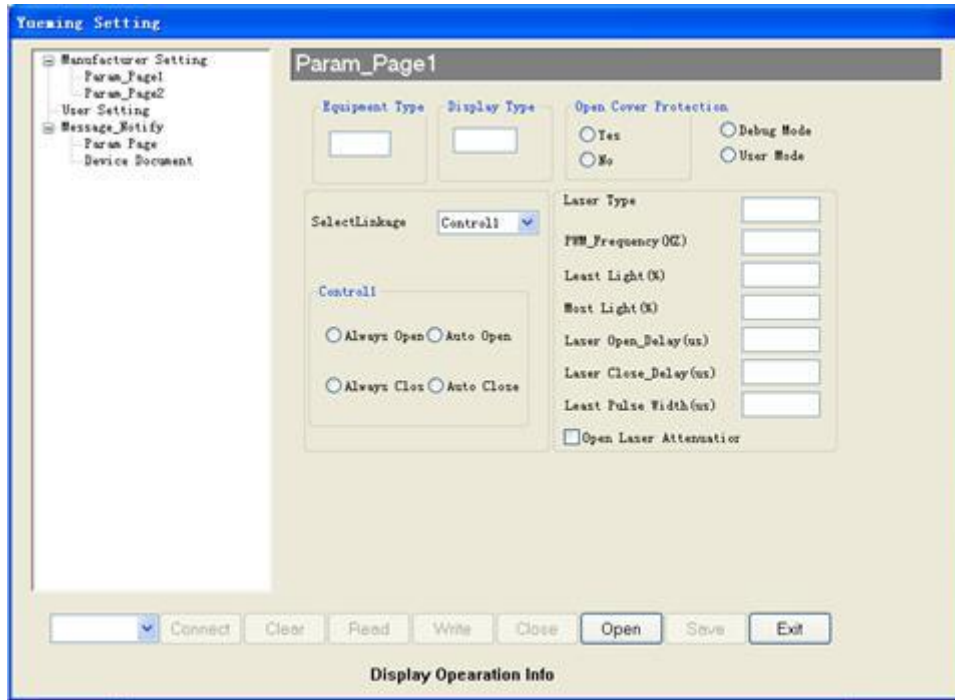 Yueming Setting
Manufacturer Setting
Param_Page1
Param_Page2
User Setting
Message_Notify
Param Page
Device Document
Param_Page1
Equipment Type
Display Type
Open Cover Protection
Yes
No
Debug Mode
User Mode
SelectLinkage
Control1
Control1
Always Open
Auto Open
Always Clos
Auto Close
Laser Type
PWM_Frequency(HZ)
Least Light(%)
Most Light(%)
Laser Open_Delay(us)
Laser Close_Delay(us)
Least Pulse Width(us)
Open Laser Attenuatior
Connect
Clear
Read
Write
Close
Open
Save
Exit
Display Opearation Info